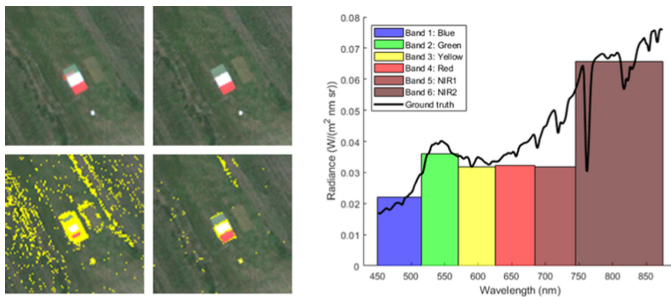 0.08
0.07
0.06
0.05
0.04
0.03
0.02
0.01
0
Radiance (W/(m² nm sr))
Band 1: Blue
Band 2: Green
Band 3: Yellow
Band 4: Red
Band 5: NIR1
Band 6: NIR2
Ground truth
450 500 550 600 650 700 750 800 850
Wavelength (nm)